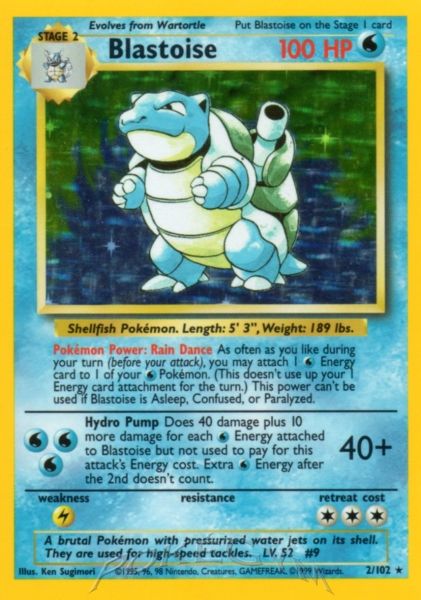 Evolves from Wartortle Put Blastoise on the Stage 1 card
STAGE 2
Blastoise 100 HP
Shellfish Pokémon. Length: 5' 3", Weight: 189 lbs.
Pokémon Power: Rain Dance As often as you like during
your turn (before your attack), you may attach 1 Energy
card to 1 of your Pokémon. (This doesn't use up your 1
Energy card attachment for the turn.) This power can't be
used if Blastoise is Asleep, Confused, or Paralyzed.
Hydro Pump Does 40 damage plus 10
more damage for each Energy attached
to Blastoise but not used to pay for this
attack's Energy cost. Extra Energy after
the 2nd doesn't count.
40+
weakness resistance retreat cost
A brutal Pokémon with pressurized water jets on its shell.
They are used for high-speed tackles. LV. 52 #9
Illus. Ken Sugimori ©1995, 96, 98 Nintendo, Creatures, GAMEFREAK. ©1999 Wizards. 2/102 ★